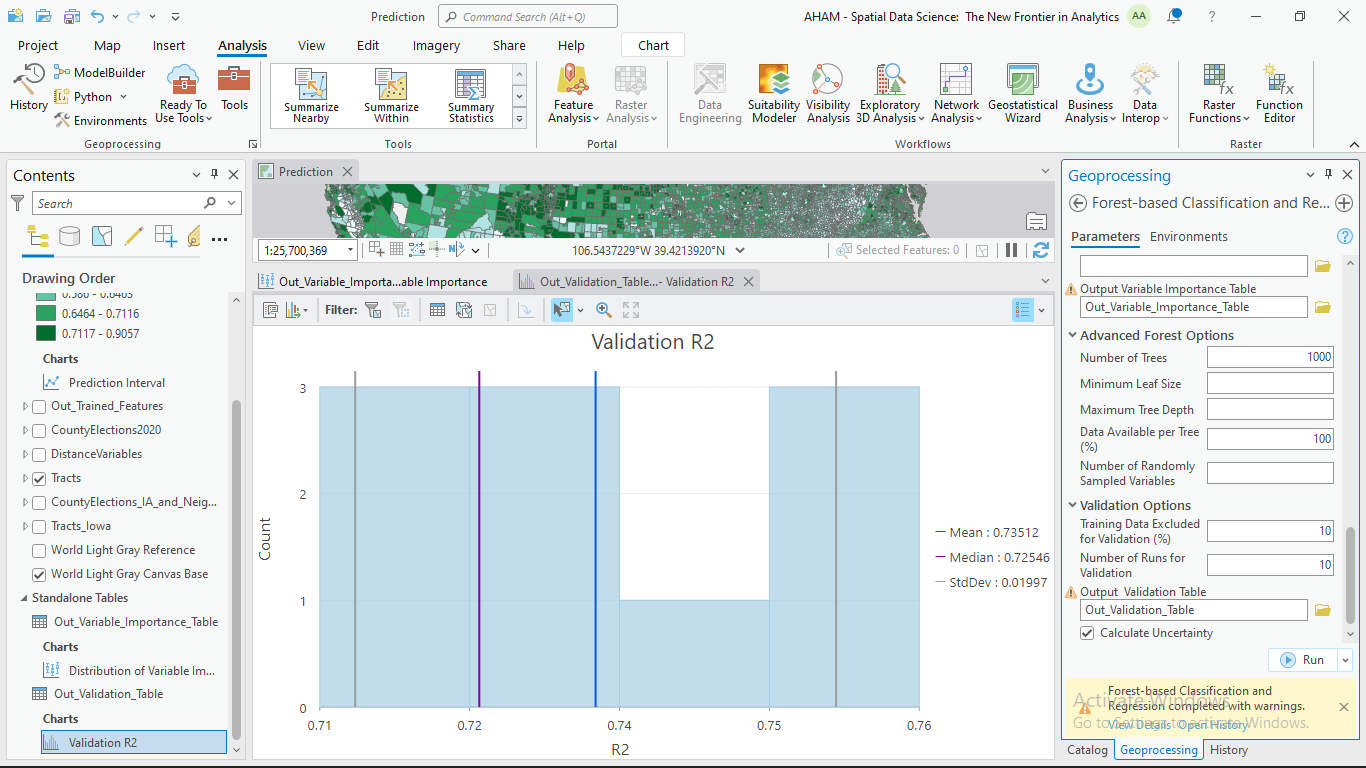 Prediction
Command Search (Alt+Q)
AHAM - Spatial Data Science: The New Frontier in Analytics
AA
?
Project
Map
Insert
Analysis
View
Edit
Imagery
Share
Help
Chart
History
ModelBuilder
Python
Environments
Ready To
Use Tools
Tools
Geoprocessing
Summarize
Nearby
Summarize
Within
Summary
Statistics
Tools
Feature
Analysis
Raster
Analysis
Portal
Data
Engineering
Suitability
Modeler
Visibility
Analysis
Exploratory
3D Analysis
Network
Analysis
Geostatistical
Wizard
Business
Analysis
Data
Interop
Workflows
Raster
Functions
Function
Editor
Raster
Contents
Search
Drawing Order
0.586 - 0.6463
0.6464 - 0.7116
0.7117 - 0.9057
Charts
Prediction Interval
Out_Trained_Features
CountyElections2020
DistanceVariables
Tracts
CountyElections_IA_and_Neig...
Tracts_Iowa
World Light Gray Reference
World Light Gray Canvas Base
Standalone Tables
Out_Variable_Importance_Table
Charts
Distribution of Variable Im...
Out_Validation_Table
Charts
Validation R2
Prediction
1:25,700,369
106.5437229°W 39.4213920°N
Selected Features: 0
Out_Variable_Importa...able Importance
Out_Validation_Table...- Validation R2
Filter:
Validation R2
Count
3
2
1
0
0.71
0.72
0.74
0.75
0.76
R2
Mean : 0.73512
Median : 0.72546
StdDev : 0.01997
Geoprocessing
Forest-based Classification and Re...
Parameters
Environments
?
Output Variable Importance Table
Out_Variable_Importance_Table
Advanced Forest Options
Number of Trees
1000
Minimum Leaf Size
Maximum Tree Depth
Data Available per Tree
(%)
100
Number of Randomly
Sampled Variables
Validation Options
Training Data Excluded
for Validation (%)
10
Number of Runs for
Validation
10
Output Validation Table
Out_Validation_Table
Calculate Uncertainty
Run
Forest-based Classification and
Regression completed with warnings.
View Details Open History
Activate Windows
Go to Settings to activate Windows.
Catalog
Geoprocessing
History